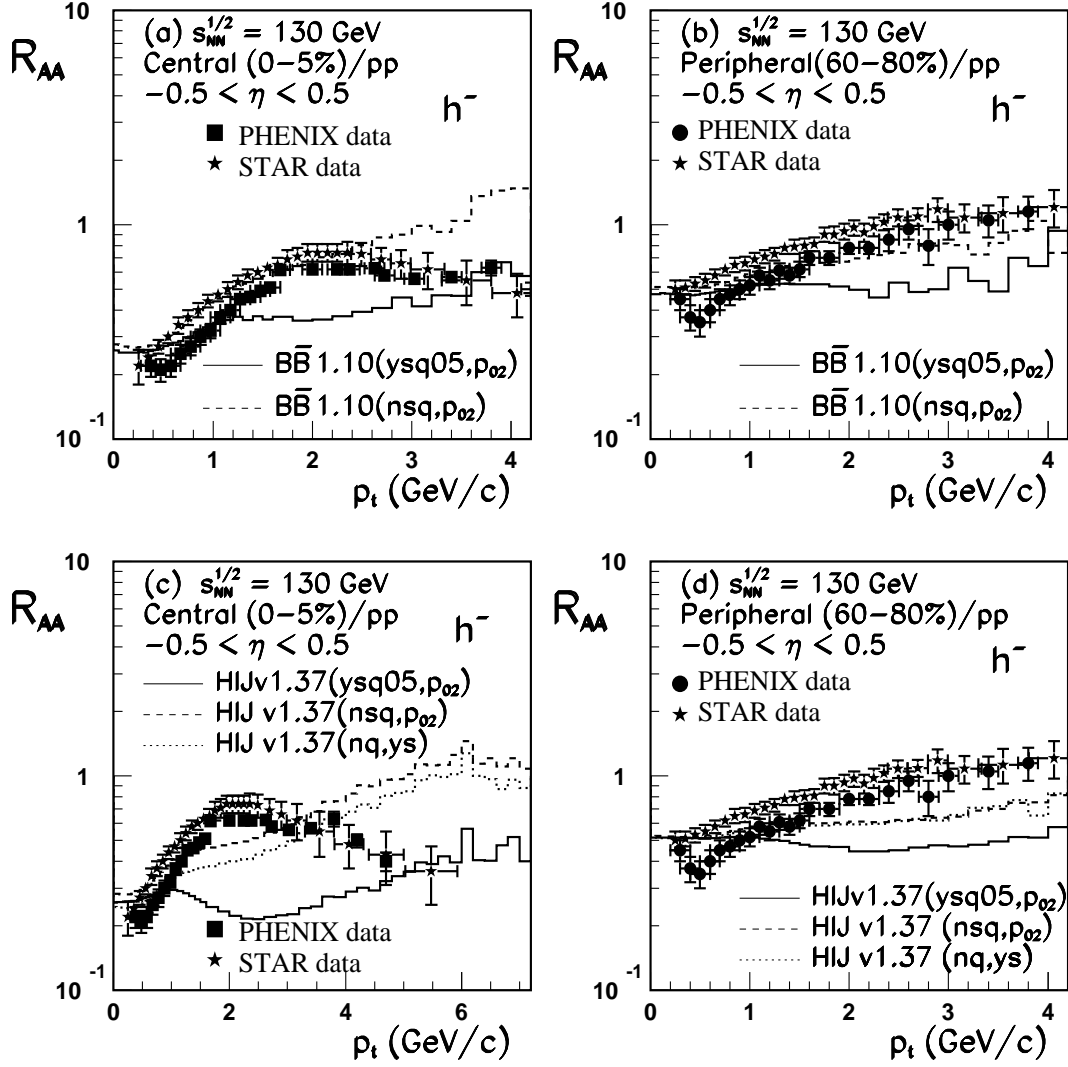 (a) s_NN^1/2 = 130 GeV
Central (0-5%)/pp
-0.5 < η < 0.5
h⁻
PHENIX data
STAR data
BB̅ 1.10(ysq05,p₀₂)
BB̅ 1.10(nsq,p₀₂)
R_AA
10
1
10⁻¹
0 1 2 3 4
p_t (GeV/c)
(b) s_NN^1/2 = 130 GeV
Peripheral(60-80%)/pp
-0.5 < η < 0.5
h⁻
PHENIX data
STAR data
BB̅ 1.10(ysq05,p₀₂)
BB̅ 1.10(nsq,p₀₂)
R_AA
10
1
10⁻¹
0 1 2 3 4
p_t (GeV/c)
(c) s_NN^1/2 = 130 GeV
Central (0-5%)/pp
-0.5 < η < 0.5
h⁻
HIJv1.37(ysq05,p₀₂)
HIJ v1.37(nsq,p₀₂)
HIJ v1.37(nq,ys)
PHENIX data
STAR data
R_AA
10
1
10⁻¹
0 2 4 6
p_t (GeV/c)
(d) s_NN^1/2 = 130 GeV
Peripheral (60-80%)/pp
-0.5 < η < 0.5
h⁻
PHENIX data
STAR data
HIJv1.37(ysq05,p₀₂)
HIJ v1.37 (nsq,p₀₂)
HIJ v1.37 (nq,ys)
R_AA
10
1
10⁻¹
0 1 2 3 4
p_t (GeV/c)